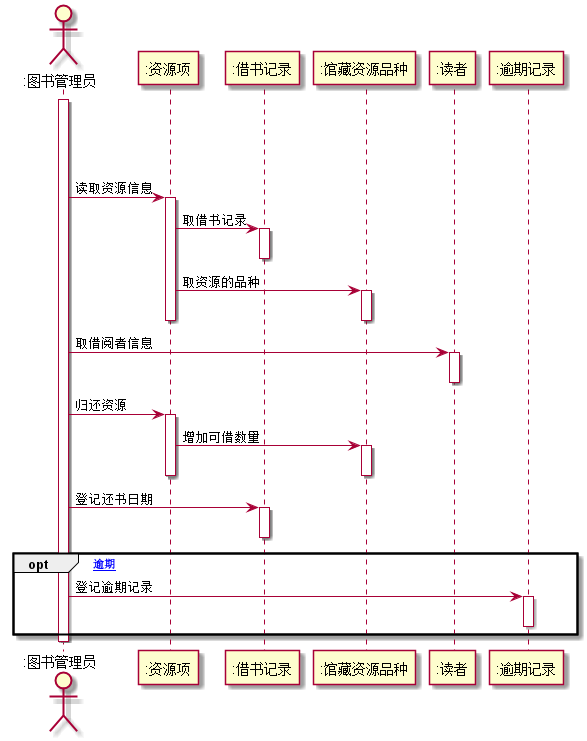 :图书管理员
:资源项
:借书记录
:馆藏资源品种
:读者
:逾期记录
读取资源信息
取借书记录
取资源的品种
取借阅者信息
归还资源
增加可借数量
登记还书日期
opt 逾期
登记逾期记录
:图书管理员
:资源项
:借书记录
:馆藏资源品种
:读者
:逾期记录